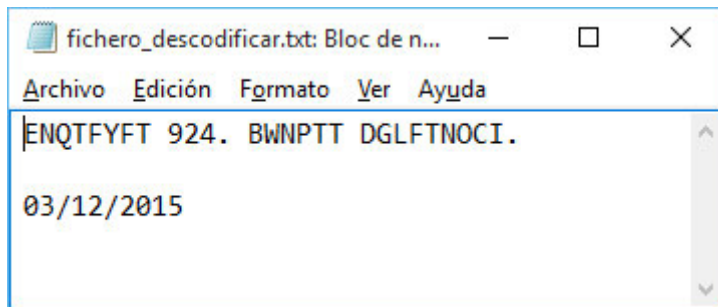 fichero_descodificar.txt: Bloc de n...
Archivo Edición Formato Ver Ayuda
ENQTFYFT 924. BWNPTT DGLFTNOCI.
03/12/2015